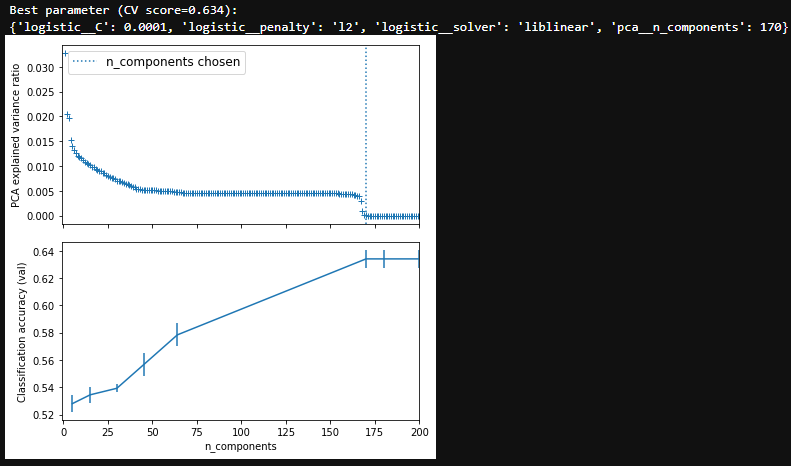 Best parameter (CV score=0.634):
{'logistic__C': 0.0001, 'logistic__penalty': 'l2', 'logistic__solver': 'liblinear', 'pca__n_components': 170}
n_components chosen
PCA explained variance ratio
0.030
0.025
0.020
0.015
0.010
0.005
0.000
Classification accuracy (val)
0.64
0.62
0.60
0.58
0.56
0.54
0.52
0 25 50 75 100 125 150 175 200
n_components